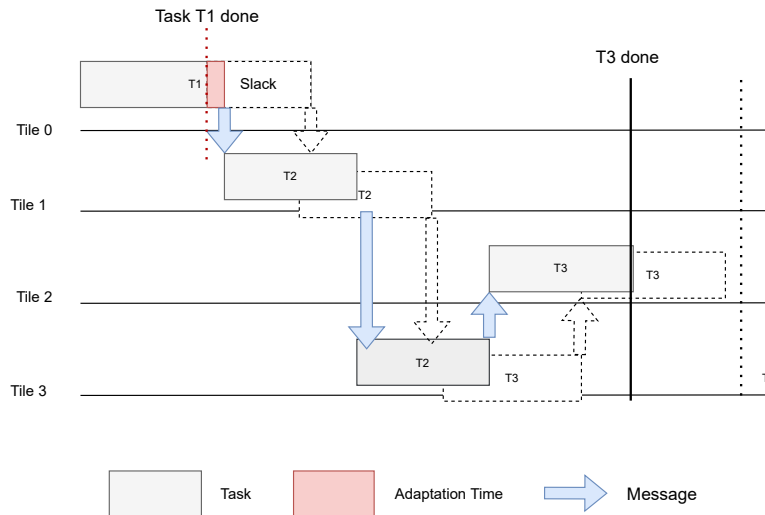 Task T1 done
T3 done
T1
Slack
Tile 0
T2
T2
Tile 1
T3
T3
Tile 2
T2
T3
Tile 3
T
Task
Adaptation Time
Message